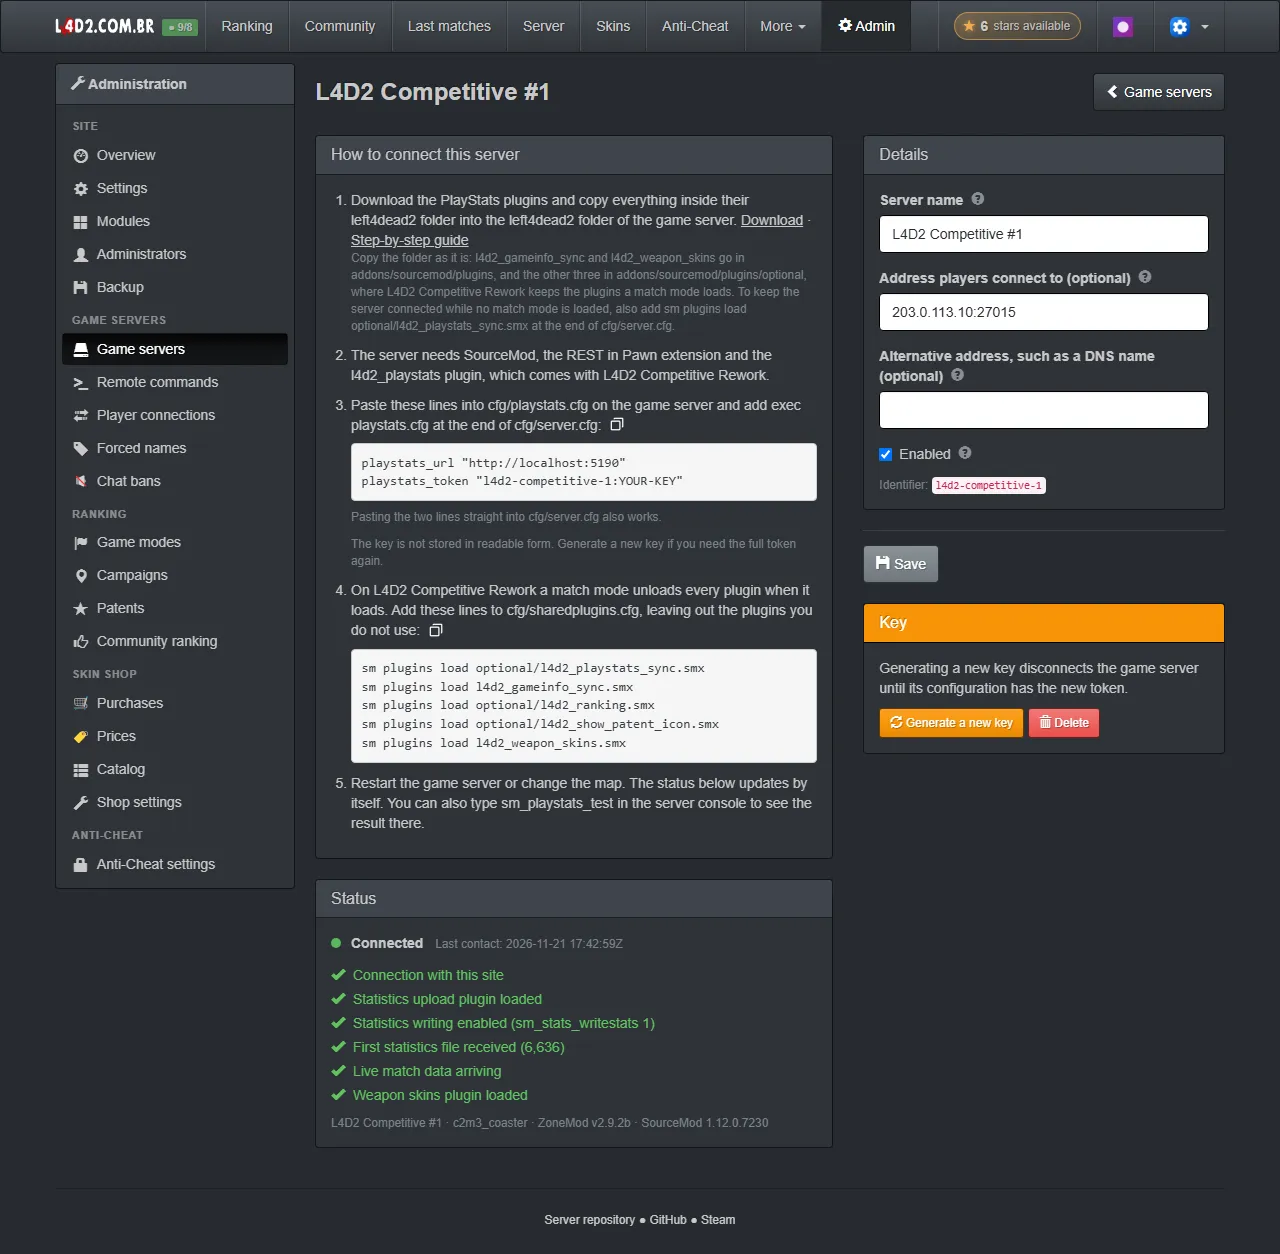 L4D2.COM.BR » 9/8 Ranking Community Last matches Server Skins Anti-Cheat More Admin 6 stars available
Administration
SITE
Overview
Settings
Modules
Administrators
Backup
GAME SERVERS
Game servers
Remote commands
Player connections
Forced names
Chat bans
RANKING
Game modes
Campaigns
Patents
Community ranking
SKIN SHOP
Purchases
Prices
Catalog
Shop settings
ANTI-CHEAT
Anti-Cheat settings
L4D2 Competitive #1
Game servers
How to connect this server
1. Download the PlayStats plugins and copy everything inside their
left4dead2 folder into the left4dead2 folder of the game server. Download ·
Step-by-step guide
Copy the folder as it is: l4d2_gameinfo_sync and l4d2_weapon_skins go in
addons/sourcemod/plugins, and the other three in addons/sourcemod/plugins/optional,
where L4D2 Competitive Rework keeps the plugins a match mode loads. To keep the
server connected while no match mode is loaded, also add sm plugins load
optional/l4d2_playstats_sync.smx at the end of cfg/server.cfg.
2. The server needs SourceMod, the REST in Pawn extension and the
l4d2_playstats plugin, which comes with L4D2 Competitive Rework.
3. Paste these lines into cfg/playstats.cfg on the game server and add exec
playstats.cfg at the end of cfg/server.cfg:
playstats_url "http://localhost:5190"
playstats_token "l4d2-competitive-1:YOUR-KEY"
Pasting the two lines straight into cfg/server.cfg also works.
The key is not stored in readable form. Generate a new key if you need the full token
again.
4. On L4D2 Competitive Rework a match mode unloads every plugin when it
loads. Add these lines to cfg/sharedplugins.cfg, leaving out the plugins you
do not use:
sm plugins load optional/l4d2_playstats_sync.smx
sm plugins load l4d2_gameinfo_sync.smx
sm plugins load optional/l4d2_ranking.smx
sm plugins load optional/l4d2_show_patent_icon.smx
sm plugins load l4d2_weapon_skins.smx
5. Restart the game server or change the map. The status below updates by
itself. You can also type sm_playstats_test in the server console to see the
result there.
Status
Connected Last contact: 2026-11-21 17:42:59Z
Connection with this site
Statistics upload plugin loaded
Statistics writing enabled (sm_stats_writestats 1)
First statistics file received (6,636)
Live match data arriving
Weapon skins plugin loaded
L4D2 Competitive #1 · c2m3_coaster · ZoneMod v2.9.2b · SourceMod 1.12.0.7230
Details
Server name
L4D2 Competitive #1
Address players connect to (optional)
203.0.113.10:27015
Alternative address, such as a DNS name
(optional)
Enabled
Identifier: l4d2-competitive-1
Save
Key
Generating a new key disconnects the game server
until its configuration has the new token.
Generate a new key Delete
Server repository ● GitHub ● Steam